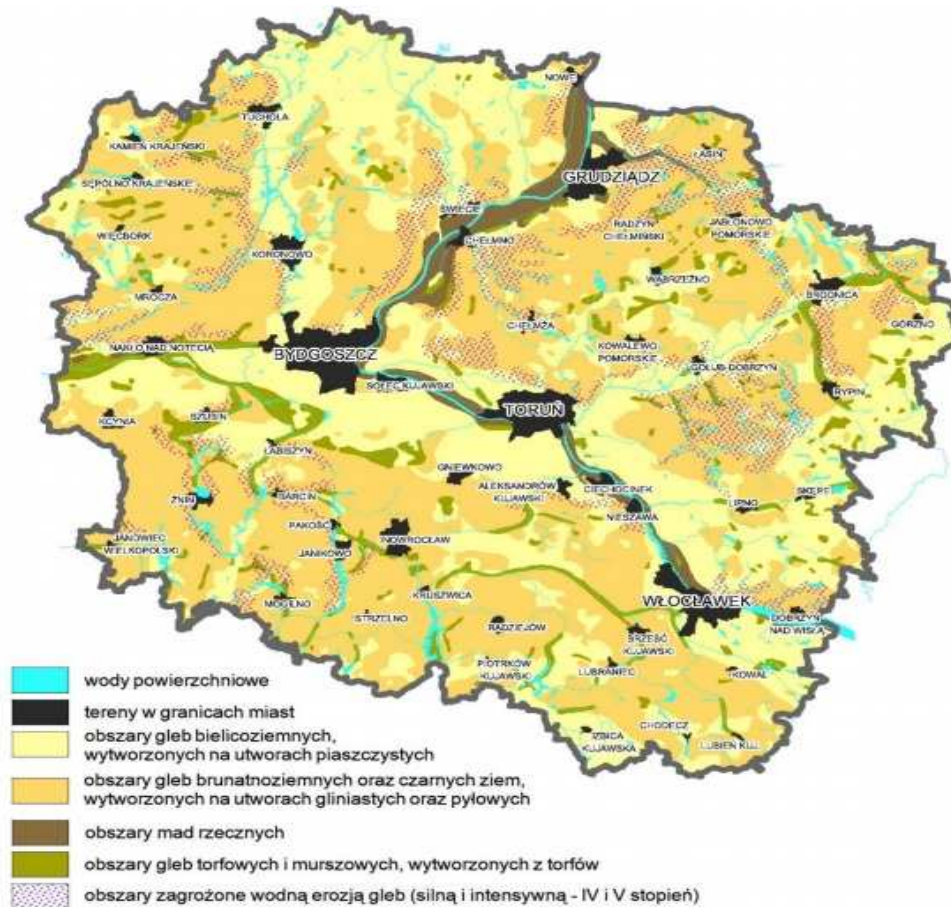 NOWE
TUCHOLA
KAMIEŃ KRAJEŃSKI
ŁASIN
GRUDZIĄDZ
SĘPÓLNO KRAJEŃSKIE
ŚWIECIE
RADZYŃ
CHEŁMIŃSKI
JABŁONOWO
POMORSKIE
WIĘCBORK
CHEŁMNO
KORONOWO
WĄBRZEŹNO
MROCZA
BRODNICA
GÓRZNO
CHEŁMŻA
NAKŁO NAD NOTECIĄ
BYDGOSZCZ
KOWALEWO
POMORSKIE
GOLUB-DOBRZYŃ
SOLEC KUJAWSKI
RYPIN
TORUŃ
KCYNIA
SZUBIN
ŁABISZYN
GNIEWKOWO
ALEKSANDRÓW
KUJAWSKI
CIECHOCINEK
ŻNIN
BARCIN
LIPNO
SKĘPE
NIESZAWA
PAKOŚĆ
JANOWIEC
WIELKOPOLSKI
JANIKOWO
INOWROCŁAW
MOGILNO
KRUSZWICA
WŁOCŁAWEK
STRZELNO
RADZIEJÓW
DOBRZYŃ
NAD WISŁĄ
BRZEŚĆ
KUJAWSKI
PIOTRKÓW
KUJAWSKI
LUBRANIEC
KOWAL
IZBICA
KUJAWSKA
CHODECZ
LUBIEŃ KUJ.
wody powierzchniowe
tereny w granicach miast
obszary gleb bielicoziemnych,
wytworzonych na utworach piaszczystych
obszary gleb brunatnoziemnych oraz czarnych ziem,
wytworzonych na utworach gliniastych oraz pyłowych
obszary mad rzecznych
obszary gleb torfowych i murszowych, wytworzonych z torfów
obszary zagrożone wodną erozją gleb (silną i intensywną - IV i V stopień)